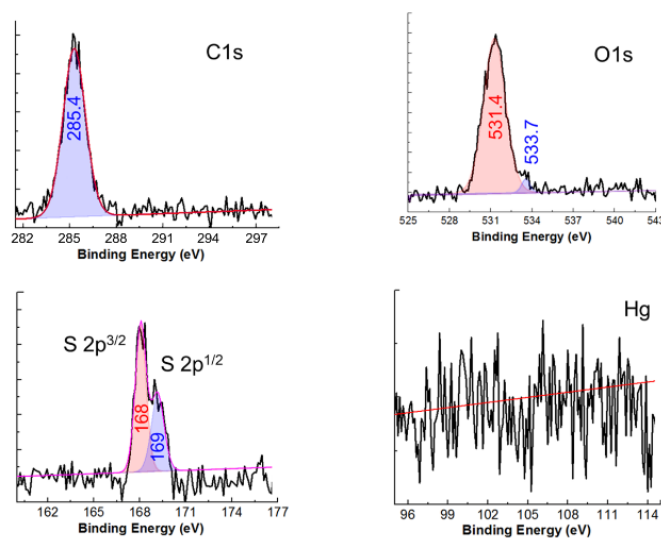 C1s
285.4
282 285 288 291 294 297
Binding Energy (eV)
O1s
531.4
533.7
525 528 531 534 537 540 543
Binding Energy (eV)
S 2p3/2
S 2p1/2
168
169
162 165 168 171 174 177
Binding Energy (eV)
Hg
96 99 102 105 108 111 114
Binding Energy (eV)